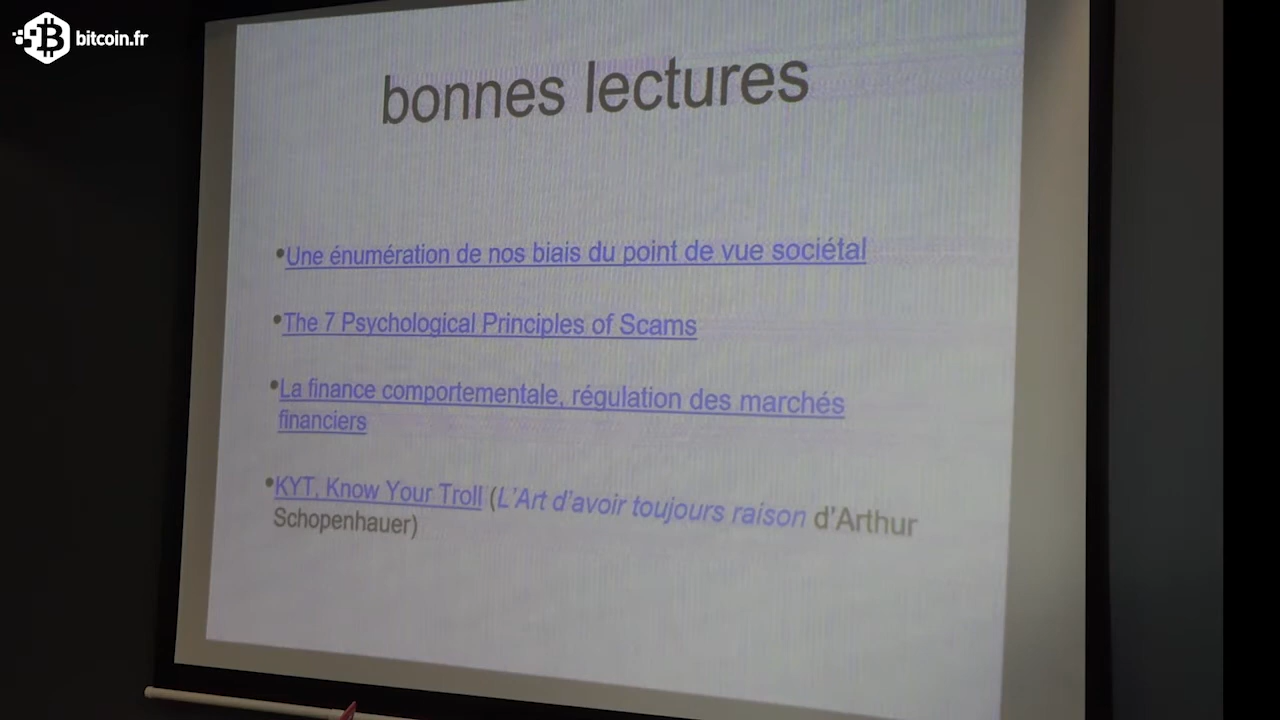 bitcoin.fr
bonnes lectures
•Une énumération de nos biais du point de vue sociétal
•The 7 Psychological Principles of Scams
•La finance comportementale, régulation des marchés
financiers
•KYT, Know Your Troll (L'Art d'avoir toujours raison d'Arthur
Schopenhauer)